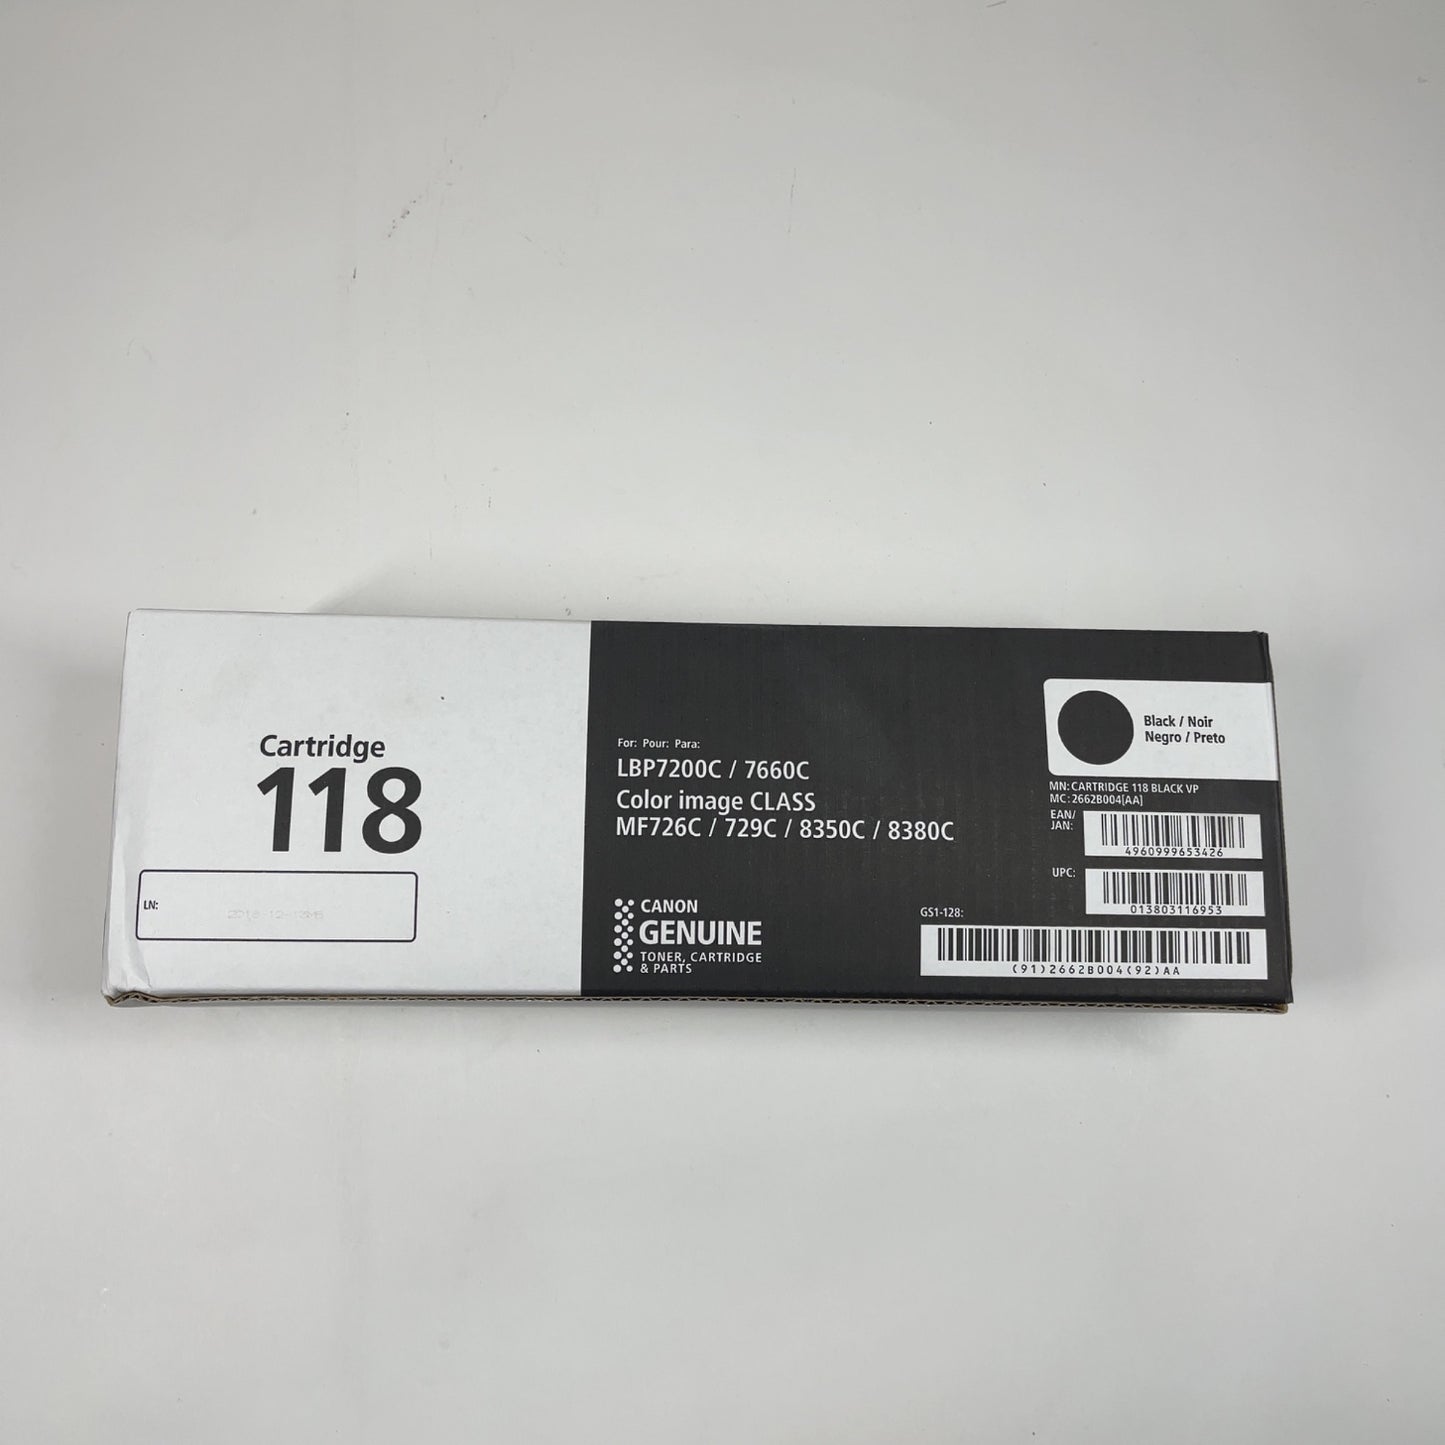 Cartridge
118
LN:
For: Pour: Para:
LBP7200C / 7660C
Color image CLASS
MF726C / 729C / 8350C / 8380C
CANON
GENUINE
TONER, CARTRIDGE
& PARTS
Black / Noir
Negro / Preto
MN: CARTRIDGE 118 BLACK VP
MC: 2662B004[AA]
EAN/
JAN:
4960999653426
UPC:
013803116953
GS1-128:
(91)2662B004(92)AA